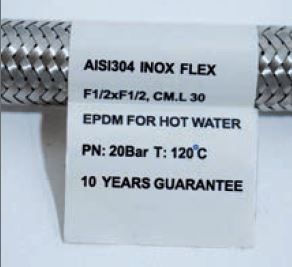 AISI304 INOX FLEX
F1/2xF1/2, CM.L 30
EPDM FOR HOT WATER
PN: 20Bar T: 120°C
10 YEARS GUARANTEE